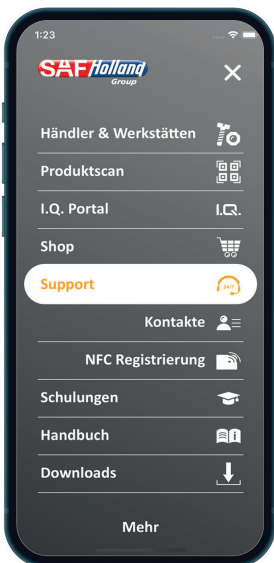 1:23
SAF Holland
Group
Händler & Werkstätten
Produktscan
I.Q. Portal
I.Q.
Shop
Support
24/7
Kontakte
NFC Registrierung
Schulungen
Handbuch
Downloads
Mehr